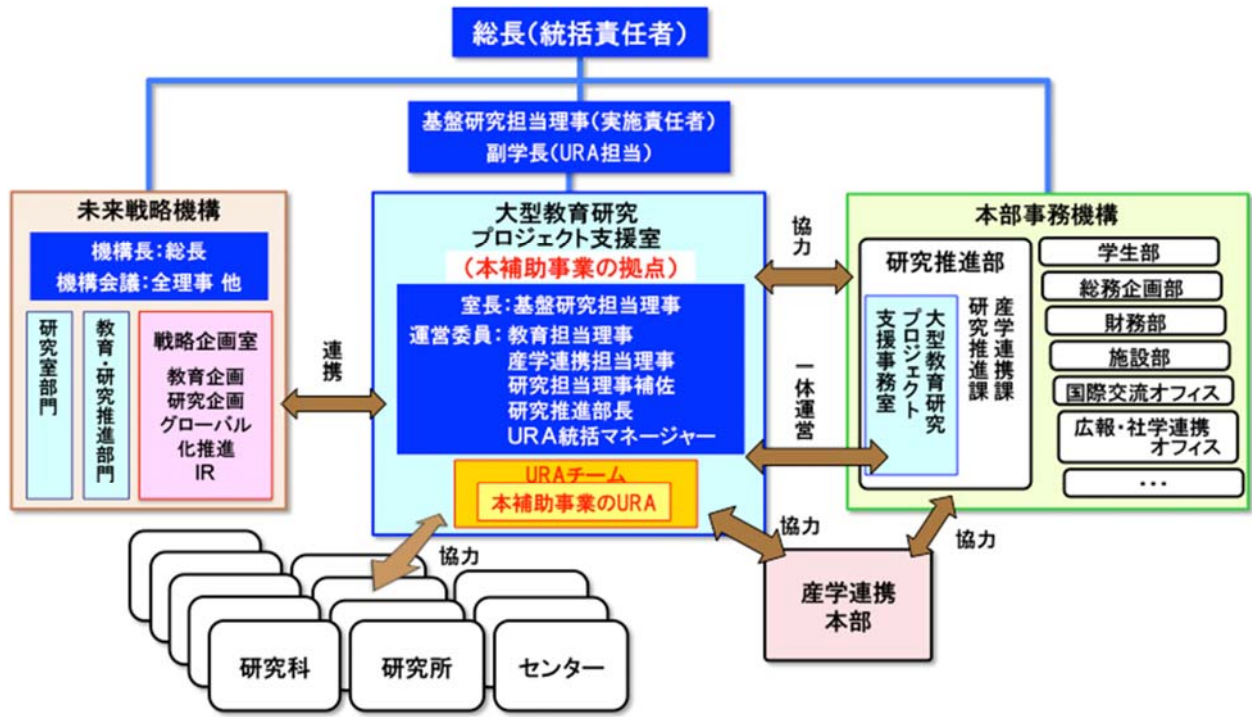 総長(統括責任者)
基盤研究担当理事(実施責任者)
副学長(URA担当)
未来戦略機構
機構長:総長
機構会議:全理事 他
研究室部門
教育・研究推進部門
戦略企画室
教育企画
研究企画
グローバル
化推進
IR
連携
大型教育研究
プロジェクト支援室
(本補助事業の拠点)
室長:基盤研究担当理事
運営委員:教育担当理事
産学連携担当理事
研究担当理事補佐
研究推進部長
URA統括マネージャー
URAチーム
本補助事業のURA
協力
一体運営
本部事務機構
研究推進部
産学連携課
研究推進課
大型教育研究
プロジェクト
支援事務室
学生部
総務企画部
財務部
施設部
国際交流オフィス
広報・社学連携
オフィス
・・・
協力
協力
協力
産学連携
本部
研究科
研究所
センター